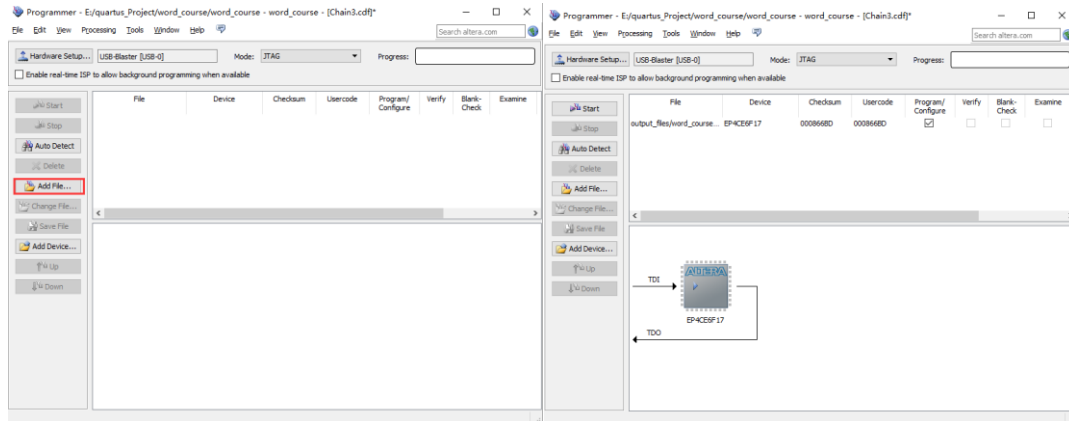 Programmer - E:/quartus_Project/word_course/word_course - word_course - [Chain3.cdf]*
File Edit View Processing Tools Window Help
Search altera.com
Hardware Setup... USB-Blaster [USB-0] Mode: JTAG Progress:
Enable real-time ISP to allow background programming when available
Start
Stop
Auto Detect
Delete
Add File...
Change File...
Save File
Add Device...
Up
Down
File Device Checksum Usercode Program/ Configure Verify Blank- Check Examine
Programmer - E:/quartus_Project/word_course/word_course - word_course - [Chain3.cdf]*
File Edit View Processing Tools Window Help
Search altera.com
Hardware Setup... USB-Blaster [USB-0] Mode: JTAG Progress:
Enable real-time ISP to allow background programming when available
Start
Stop
Auto Detect
Delete
Add File...
Change File...
Save File
Add Device...
Up
Down
File Device Checksum Usercode Program/ Configure Verify Blank- Check Examine
output_files/word_course... EP4CE6F17 000866BD 000866BD
TDI
ALTERA
EP4CE6F17
TDO